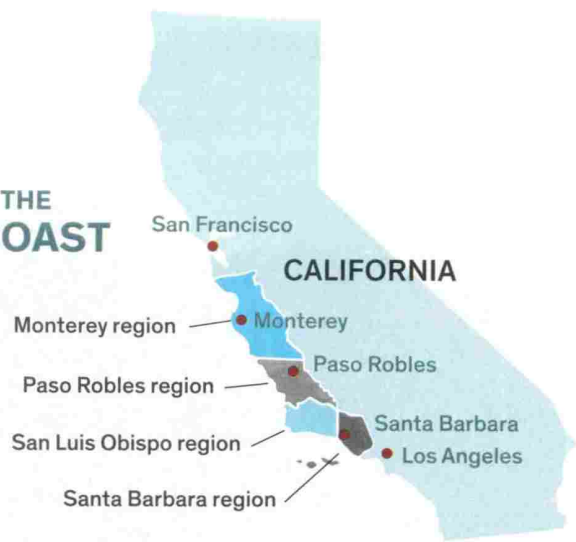 THE
OAST
San Francisco
CALIFORNIA
Monterey region
Monterey
Paso Robles
Paso Robles region
Santa Barbara
San Luis Obispo region
Los Angeles
Santa Barbara region